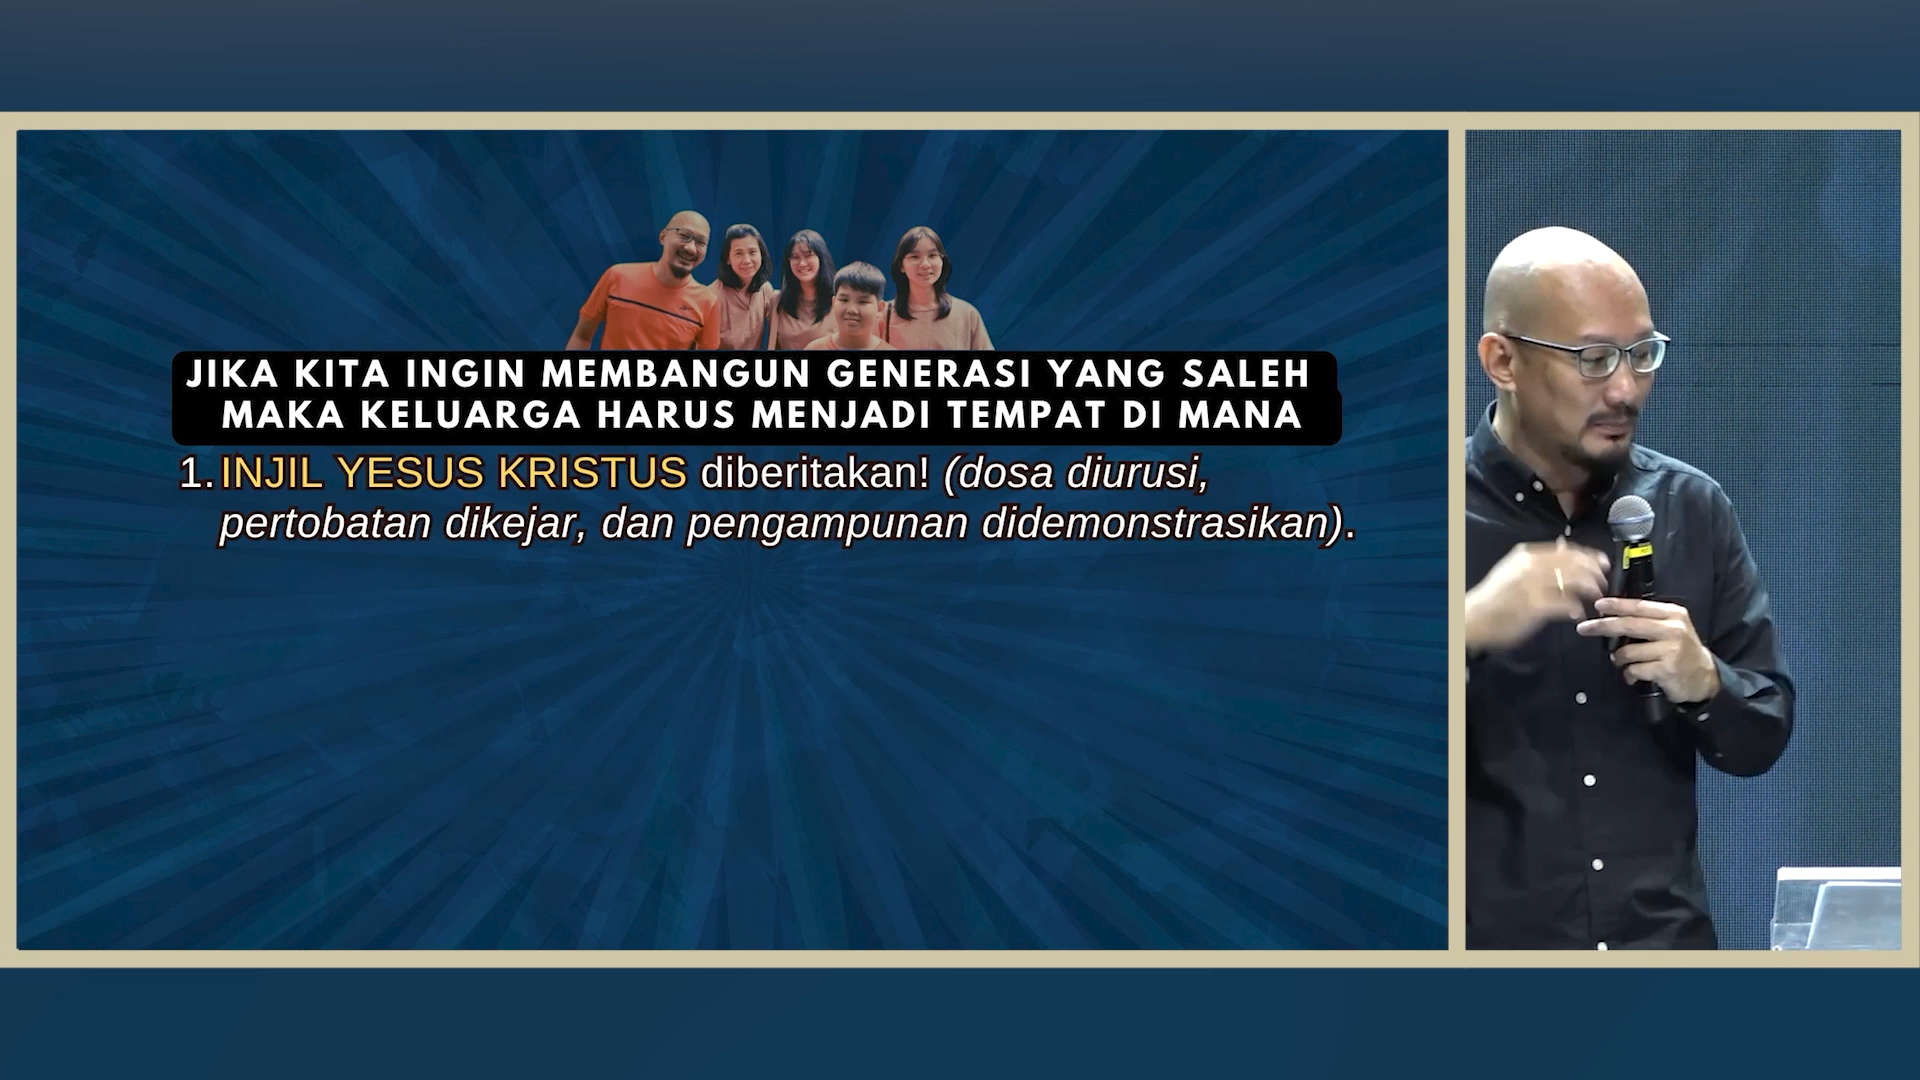 JIKA KITA INGIN MEMBANGUN GENERASI YANG SALEH
MAKA KELUARGA HARUS MENJADI TEMPAT DI MANA
1. INJIL YESUS KRISTUS diberitakan! (dosa diurusi,
pertobatan dikejar, dan pengampunan didemonstrasikan).